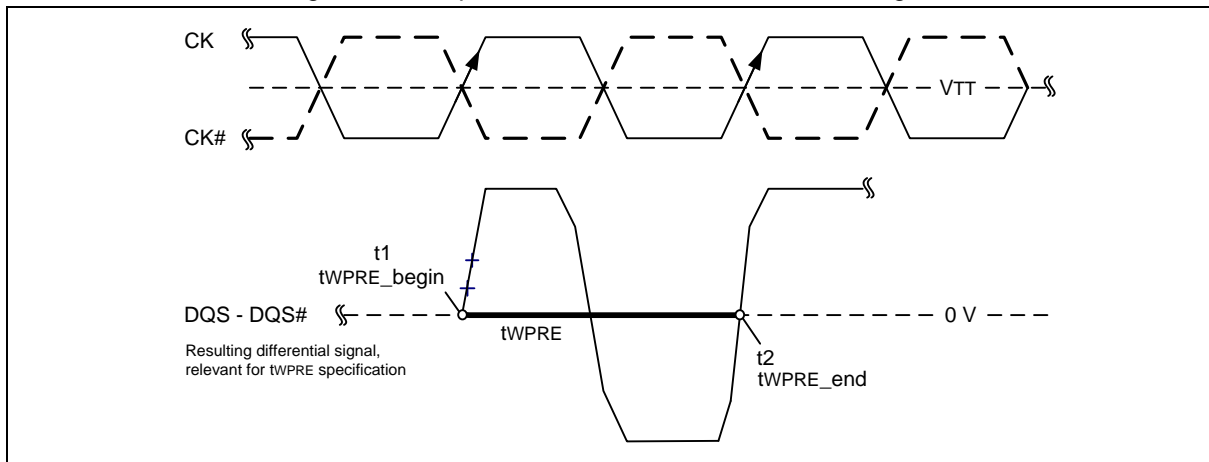 CK
VTT
CK#
t1
tWPRE_begin
DQS - DQS#
0 V
tWPRE
Resulting differential signal,
relevant for tWPRE specification
t2
tWPRE_end